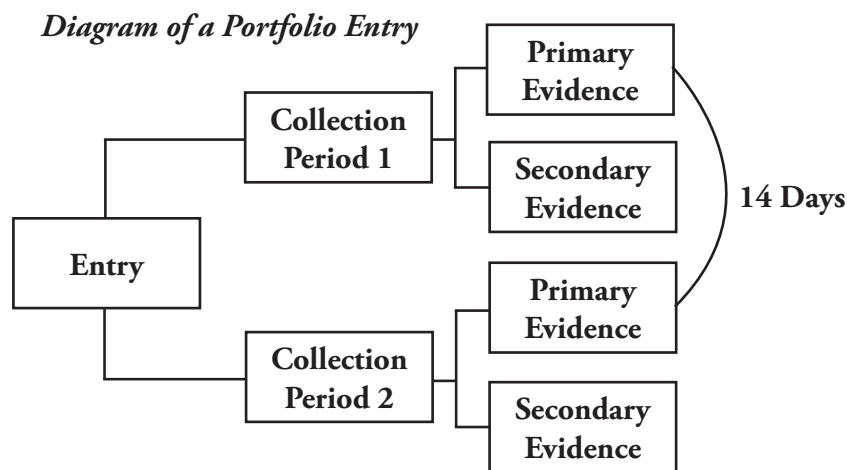 Diagram of a Portfolio Entry
Primary
Evidence
Collection
Period 1
Secondary
Evidence
14 Days
Entry
Primary
Evidence
Collection
Period 2
Secondary
Evidence